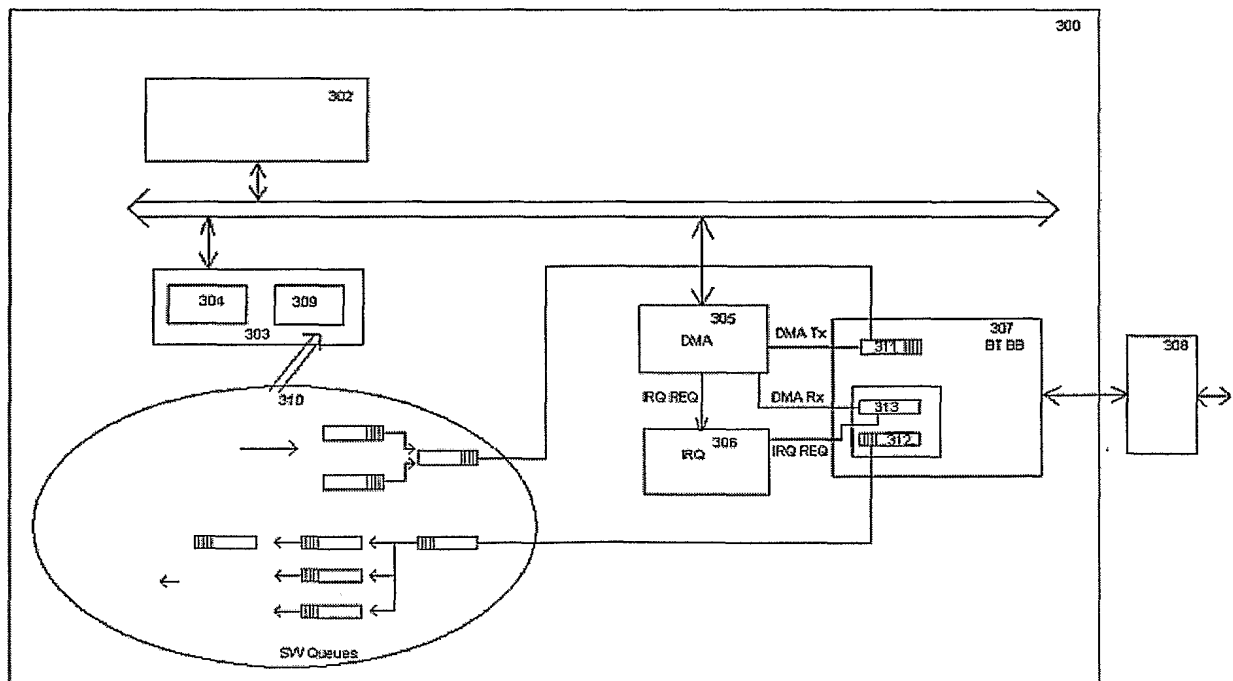 300
302
304
309
303
305
DMA
DMA Tx
311
307
BT BB
308
310
IRQ REQ
DMA Rx
313
306
IRQ
IRQ REQ
312
SW Queues